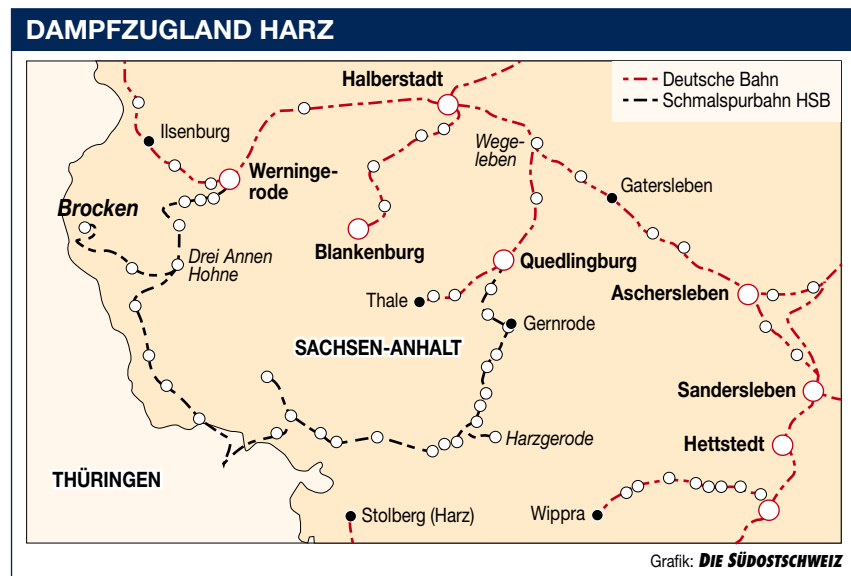 DAMPFZUGLAND HARZ
Halberstadt
Deutsche Bahn
Schmalspurbahn HSB
Ilsenburg
Wege-
leben
Werninge-
rode
Gatersleben
Brocken
Blankenburg
Drei Annen
Hohne
Quedlingburg
Thale
Aschersleben
Gernrode
SACHSEN-ANHALT
Sandersleben
Harzgerode
Hettstedt
THÜRINGEN
Stolberg (Harz)
Wippra
Grafik: DIE SÜDOSTSCHWEIZ